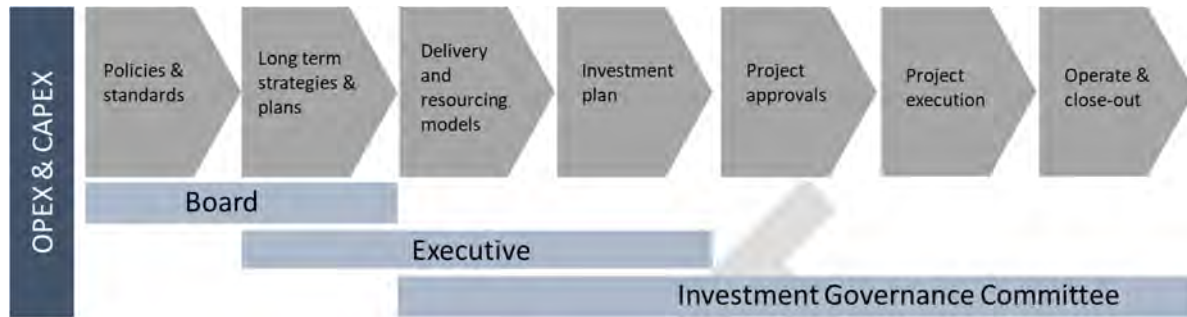 OPEX & CAPEX
Policies &
standards
Long term
strategies &
plans
Delivery
and
resourcing
models
Investment
plan
Project
approvals
Project
execution
Operate &
close-out
Board
Executive
Investment Governance Committee